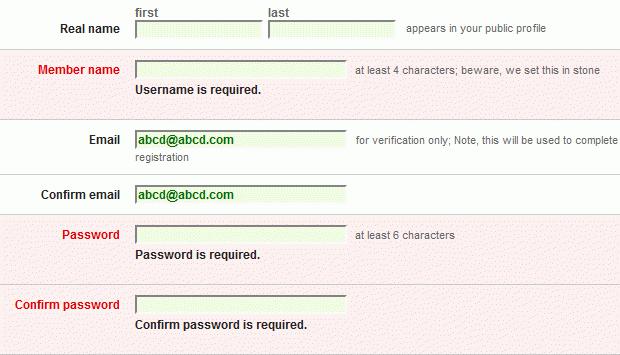 first last
Real name appears in your public profile
Member name at least 4 characters; beware, we set this in stone
Username is required.
Email abcd@abcd.com for verification only; Note, this will be used to complete
registration
Confirm email abcd@abcd.com
Password at least 6 characters
Password is required.
Confirm password
Confirm password is required.